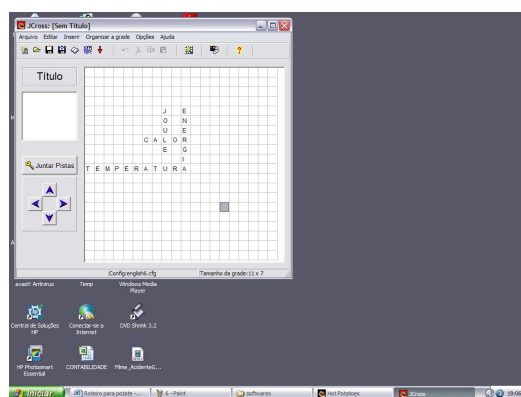 JCross: [Sem Título]
Arquivo Editar Inserir Organizar a grade Opções Ajuda
Título
J E
O N
U E
C A L O R
E G
I
T E M P E R A T U R A
Juntar Pistas
Config:engleh6.cfg
Tamanho da grade: 11 x 7
avast! Antivirus
Temp
Windows Media Player
Central de Soluções HP
Conectar-se a Internet
DVD Shrink 3.2
HP Photosmart Essential
CONTABILIDADE
Filme_AcidenteG...
Iniciar
Roteiro para potate -...
6 - Paint
softwares
Hot Potatoes
JCross
19:06